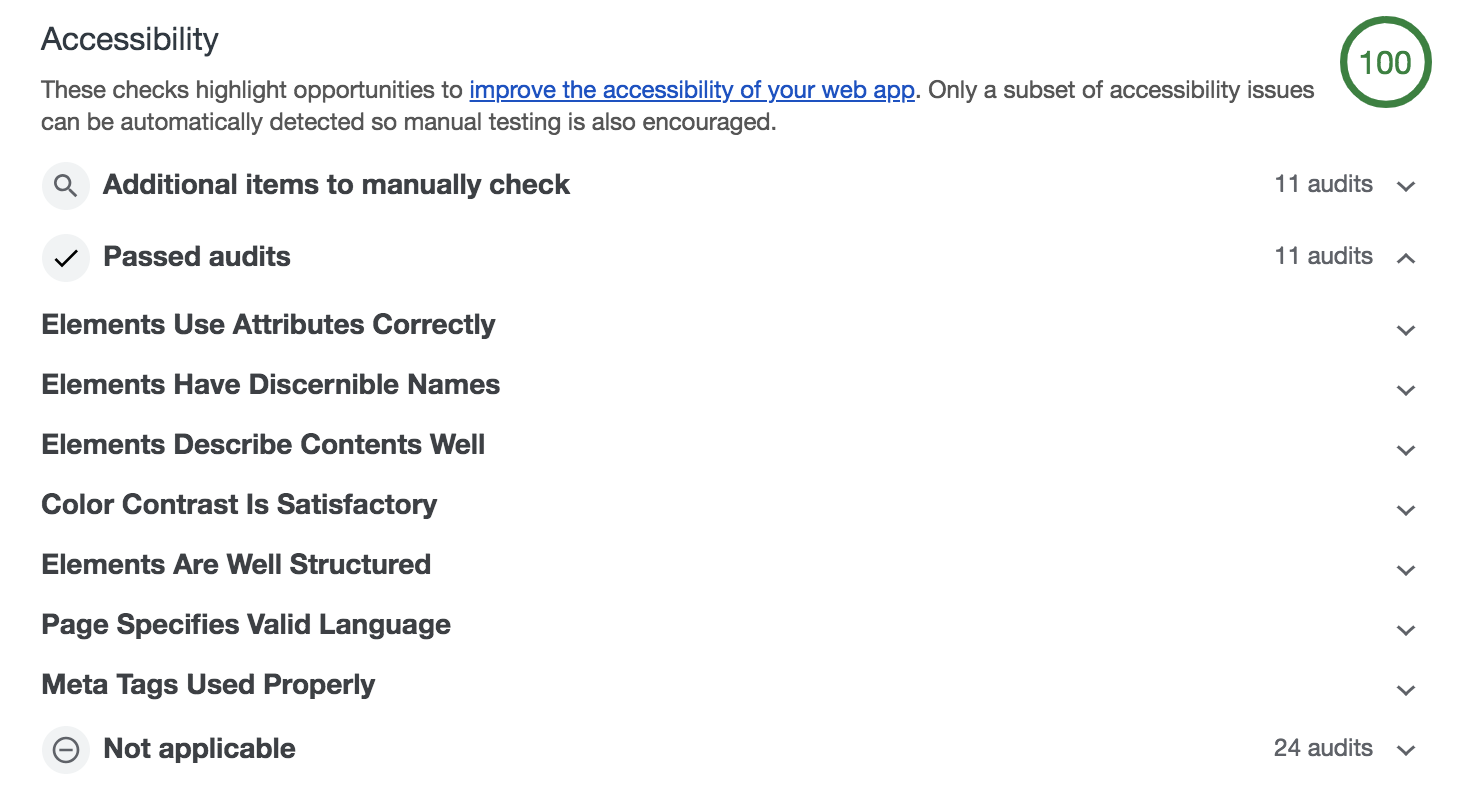 Accessibility
100
These checks highlight opportunities to improve the accessibility of your web app. Only a subset of accessibility issues
can be automatically detected so manual testing is also encouraged.
Additional items to manually check 11 audits
Passed audits 11 audits
Elements Use Attributes Correctly
Elements Have Discernible Names
Elements Describe Contents Well
Color Contrast Is Satisfactory
Elements Are Well Structured
Page Specifies Valid Language
Meta Tags Used Properly
Not applicable 24 audits